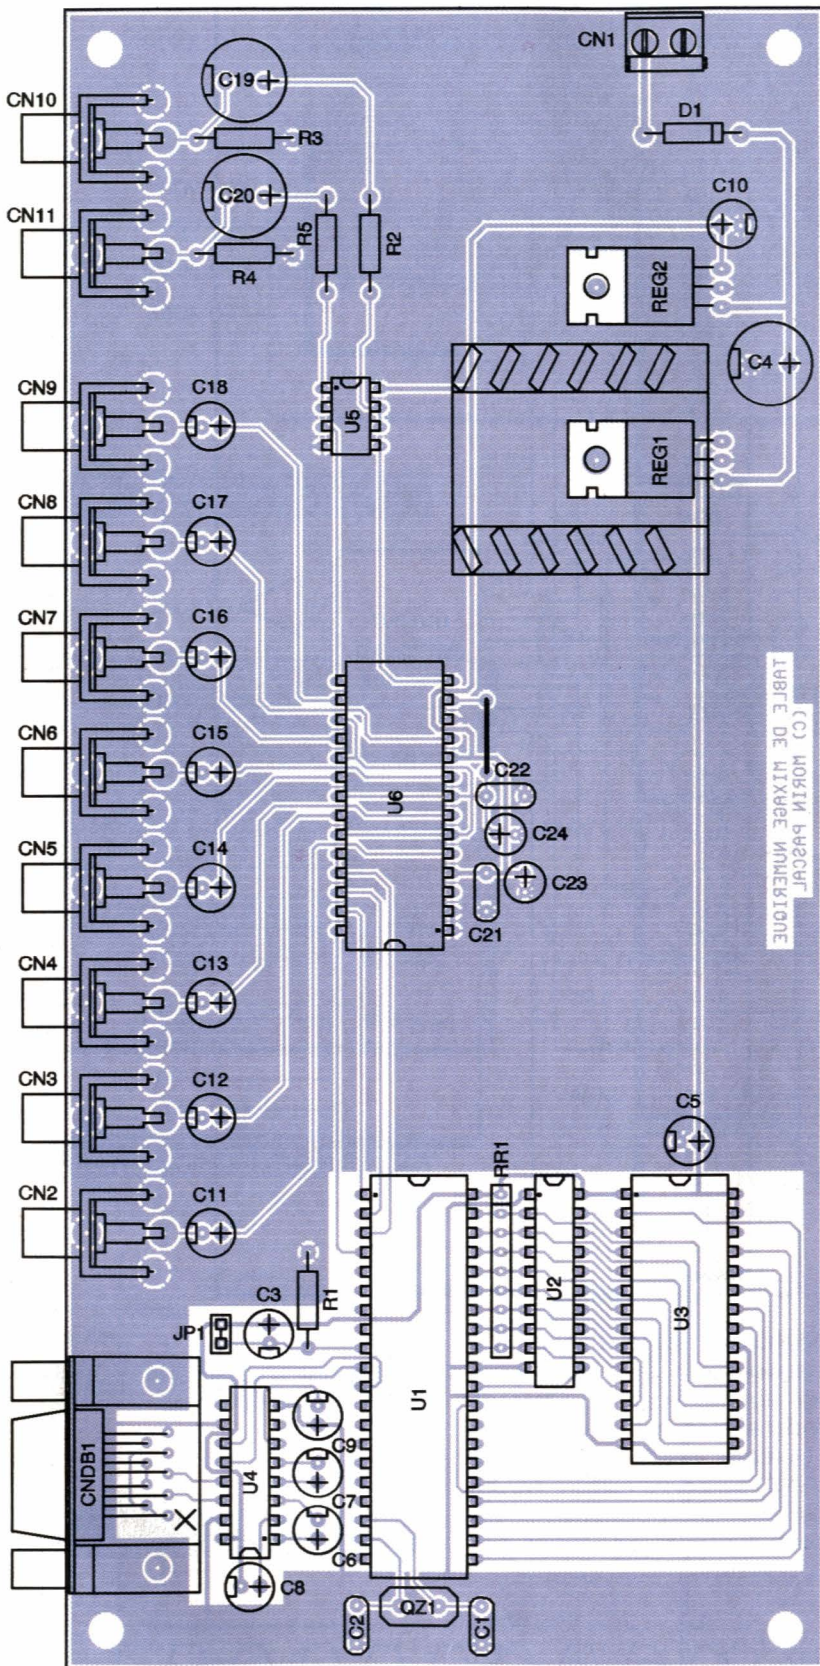 CN1
C19
CN10
D1
R3
C10
C20
CN11
R5
R2
R4
REG2
C4
CN9
C18
U5
REG1
CN8
C17
CN7
C16
TABLE DE MIXAGE NUMERIQUE
(C) MORIN PASCAL
CN6
C15
C22
U6
C24
CN5
C14
C23
C21
CN4
C13
CN3
C12
C5
RR1
CN2
C11
U2
C3
R1
JP1
U3
U1
C9
CNDB1
U4
C7
C6
C8
QZ1
C2
C1